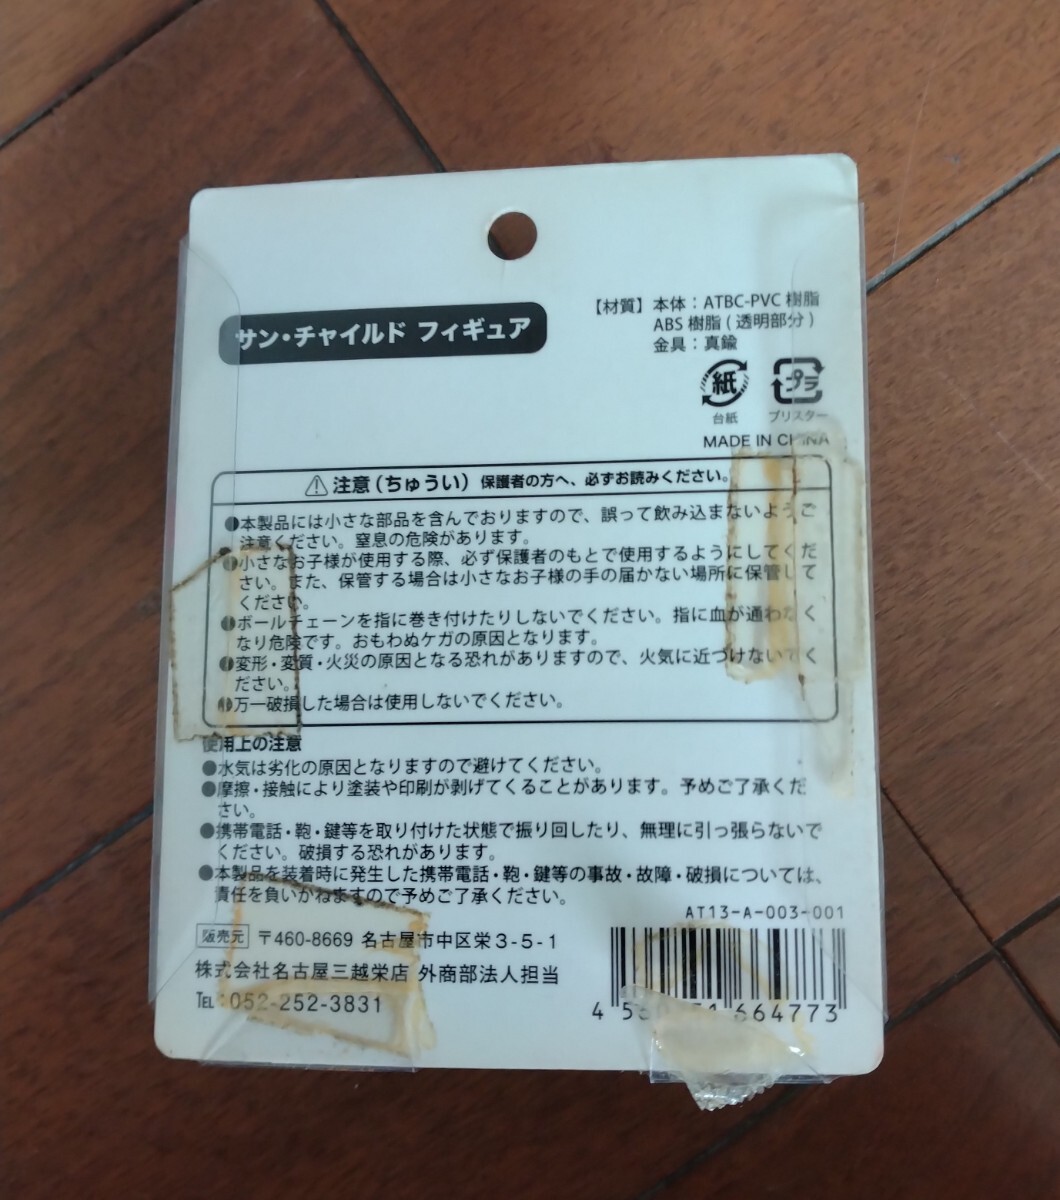 サン・チャイルド フィギュア
【材質】本体：ATBC-PVC 樹脂
ABS 樹脂 ( 透明部分 )
金具：真鍮
紙
プラ
台紙
ブリスター
MADE IN CHINA
注意（ちゅうい） 保護者の方へ、必ずお読みください。
●本製品には小さな部品を含んでおりますので、誤って飲み込まないようご
注意ください。窒息の危険があります。
●小さなお子様が使用する際、必ず保護者のもとで使用するようにしてくだ
さい。また、保管する場合は小さなお子様の手の届かない場所に保管して
ください。
●ボールチェーンを指に巻き付けたりしないでください。指に血が通わなく
なり危険です。おもわぬケガの原因となります。
●変形・変質・火災の原因となる恐れがありますので、火気に近づけないでく
ださい。
●万一破損した場合は使用しないでください。
使用上の注意
●水気は劣化の原因となりますので避けてください。
●摩擦・接触により塗装や印刷が剥げてくることがあります。予めご了承くだ
さい。
●携帯電話・鞄・鍵等を取り付けた状態で振り回したり、無理に引っ張らないで
ください。破損する恐れがあります。
●本製品を装着時に発生した携帯電話・鞄・鍵等の事故・故障・破損については、
責任を負いかねますので予めご了承ください。
AT13-A-003-001
販売元 〒460-8669 名古屋市中区栄3-5-1
株式会社名古屋三越栄店 外商部法人担当
TEL：052-252-3831
664773